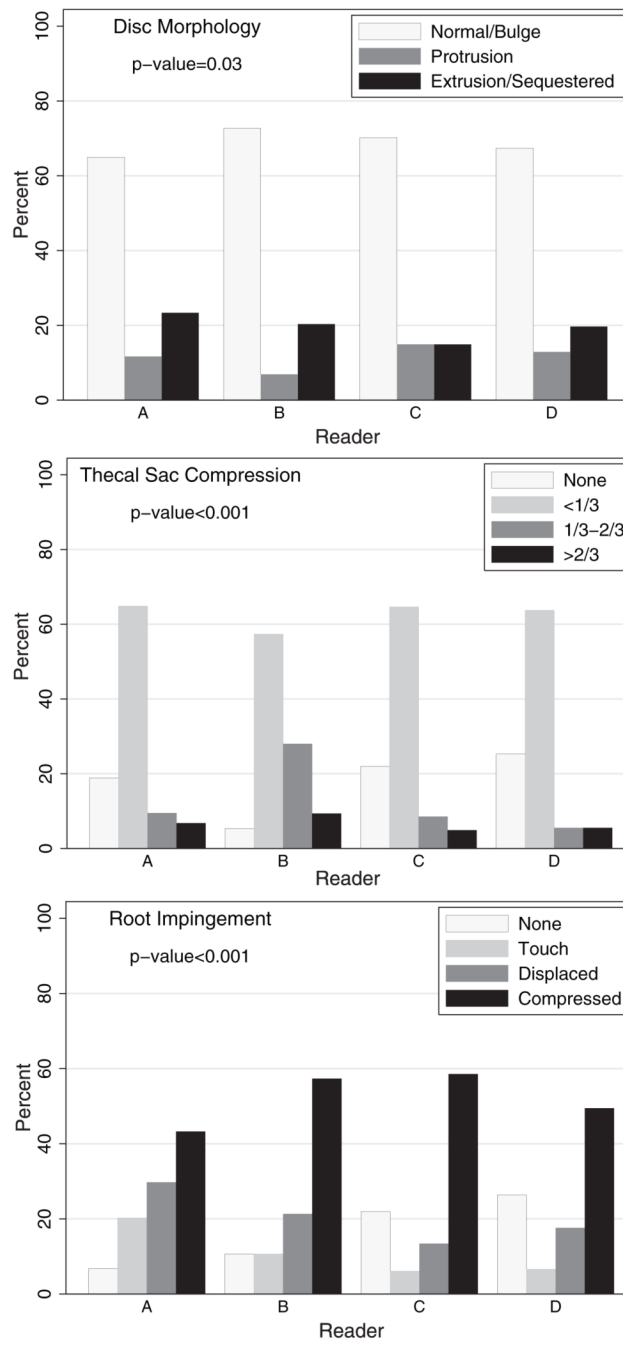 Disc Morphology
p-value=0.03
Normal/Bulge
Protrusion
Extrusion/Sequestered
Percent
100
80
60
40
20
0
A B C D
Reader
Thecal Sac Compression
p-value<0.001
None
<1/3
1/3-2/3
>2/3
Percent
100
80
60
40
20
0
A B C D
Reader
Root Impingement
p-value<0.001
None
Touch
Displaced
Compressed
Percent
100
80
60
40
20
0
A B C D
Reader